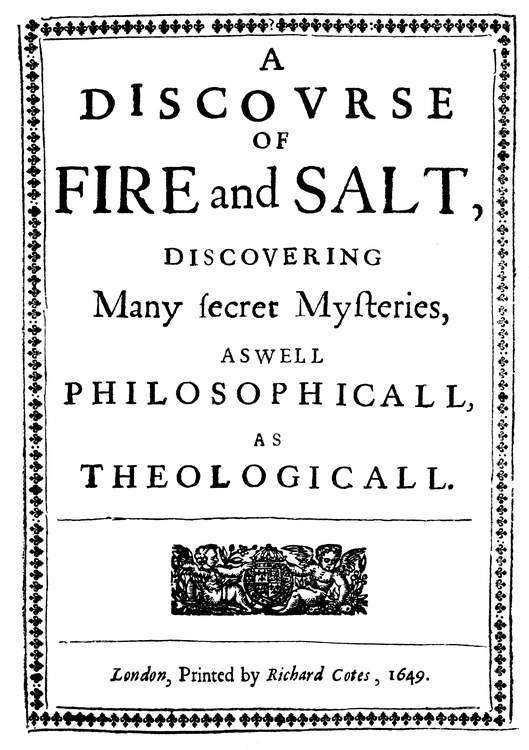 A
DISCOVRSE
OF
FIRE and SALT,
DISCOVERING
Many ſecret Myſteries,
ASWELL
PHILOSOPHICALL,
AS
THEOLOGICALL.
London, Printed by Richard Cotes, 1649.